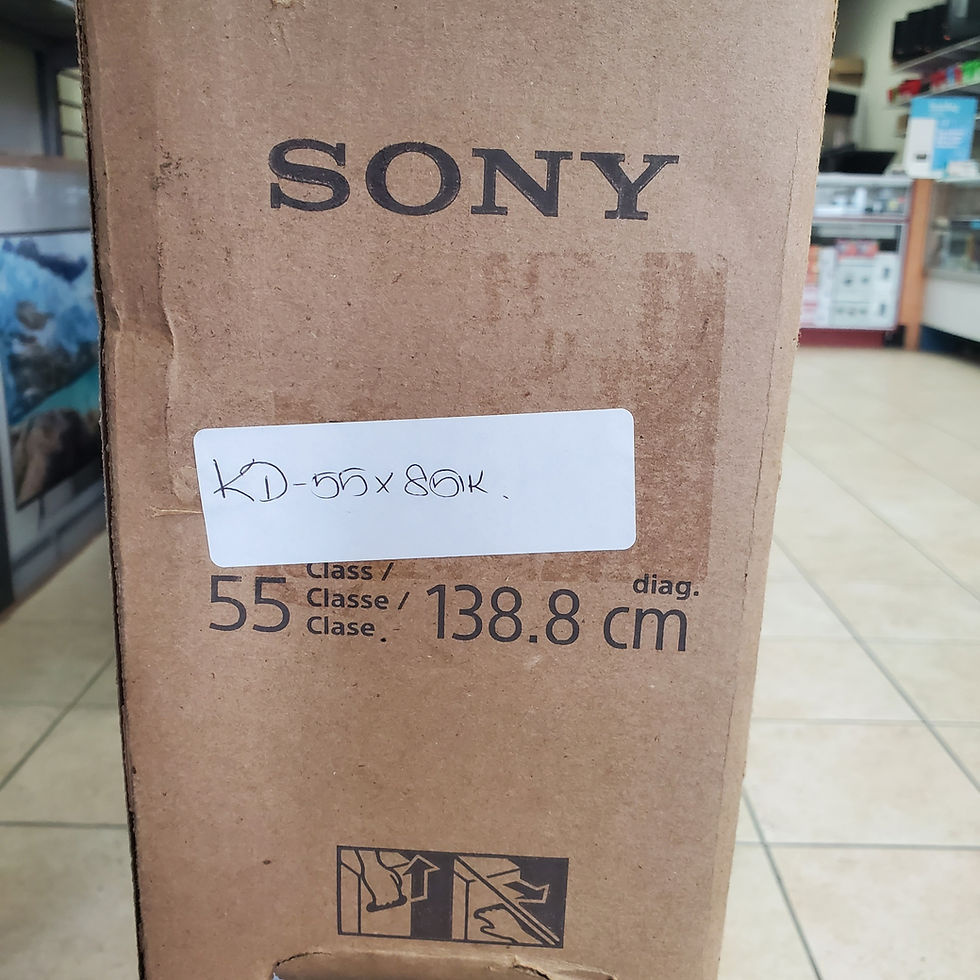 SONY
KD-55x85K.
55 Class / Classe / Clase. 138.8 cm diag.